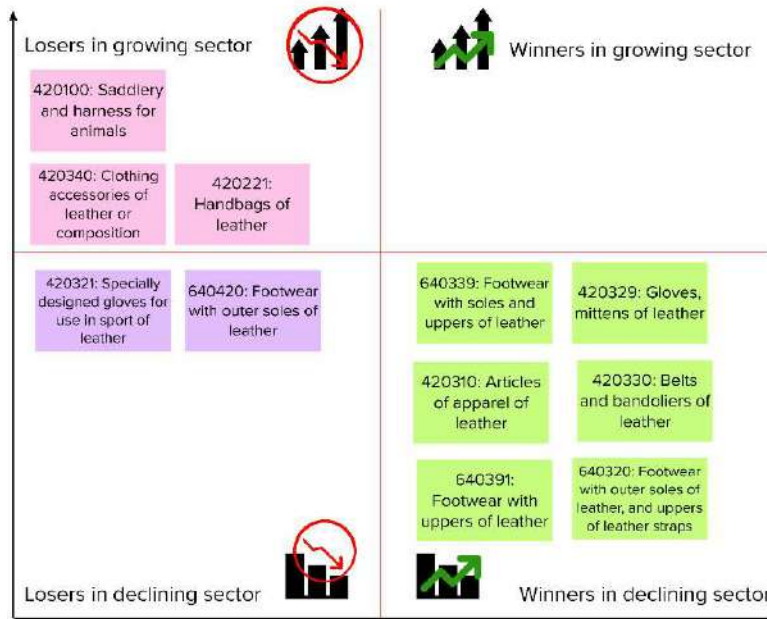 Losers in growing sector
Winners in growing sector
420100: Saddlery
and harness for
animals
420340: Clothing
accessories of
leather or
composition
420221:
Handbags of
leather
420321: Specially
designed gloves for
use in sport of
leather
640420: Footwear
with outer soles of
leather
640339: Footwear
with soles and
uppers of leather
420329: Gloves,
mittens of leather
420310: Articles
of apparel of
leather
420330: Belts
and bandoliers of
leather
640391:
Footwear with
uppers of leather
640320: Footwear
with outer soles of
leather, and uppers
of leather straps
Losers in declining sector
Winners in declining sector